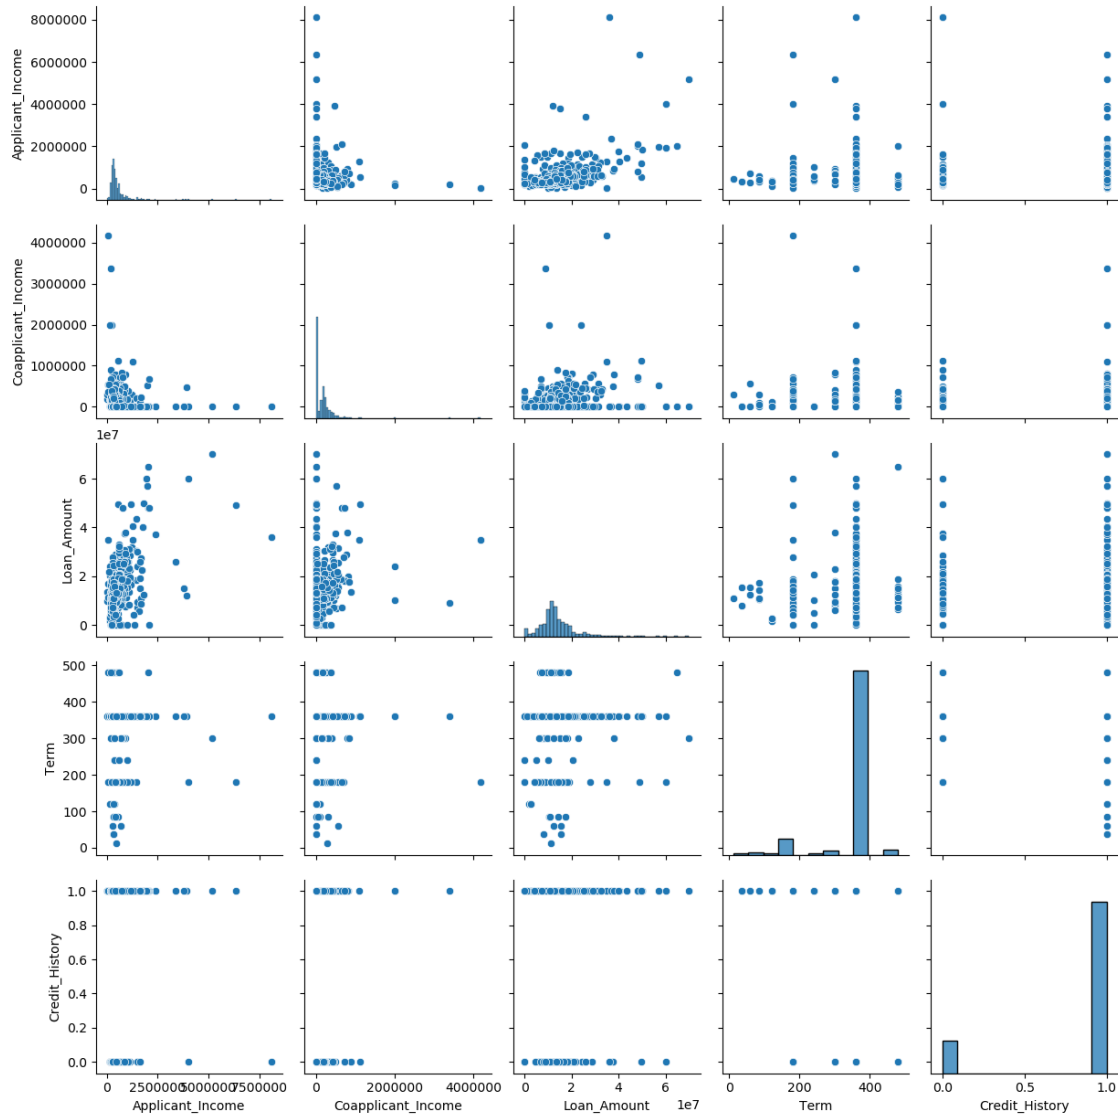 8000000
6000000
4000000
2000000
0
Applicant_Income
4000000
3000000
2000000
1000000
0
Coapplicant_Income
1e7
6
4
2
0
Loan_Amount
500
400
300
200
100
0
Term
1.0
0.8
0.6
0.4
0.2
0.0
Credit_History
0 2500000 5000000 7500000
Applicant_Income
0 2000000 4000000
Coapplicant_Income
0 2 4 6
1e7
Loan_Amount
0 200 400
Term
0.0 0.5 1.0
Credit_History